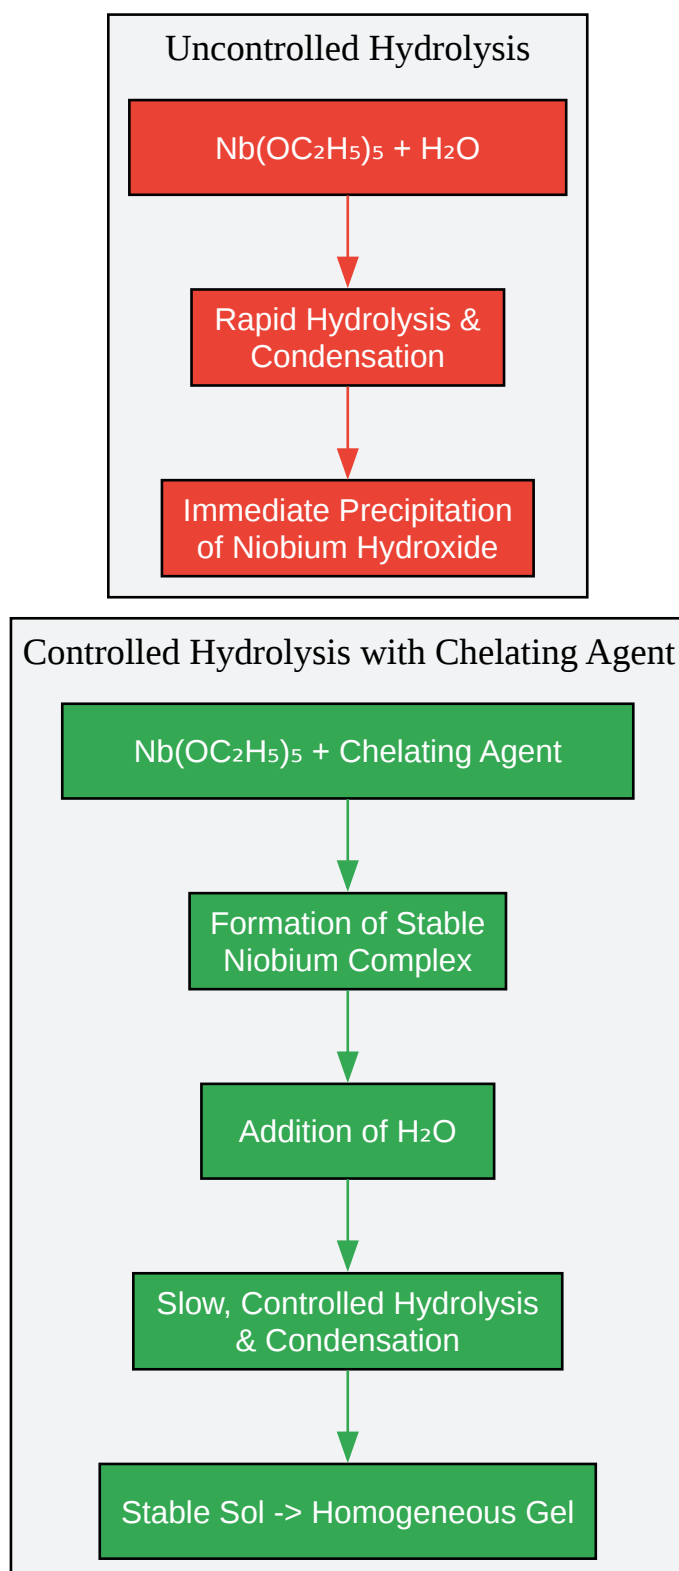 Uncontrolled Hydrolysis
Nb(OC₂H₅)₅ + H₂O
Rapid Hydrolysis &
Condensation
Immediate Precipitation
of Niobium Hydroxide
Controlled Hydrolysis with Chelating Agent
Nb(OC₂H₅)₅ + Chelating Agent
Formation of Stable
Niobium Complex
Addition of H₂O
Slow, Controlled Hydrolysis
& Condensation
Stable Sol -> Homogeneous Gel